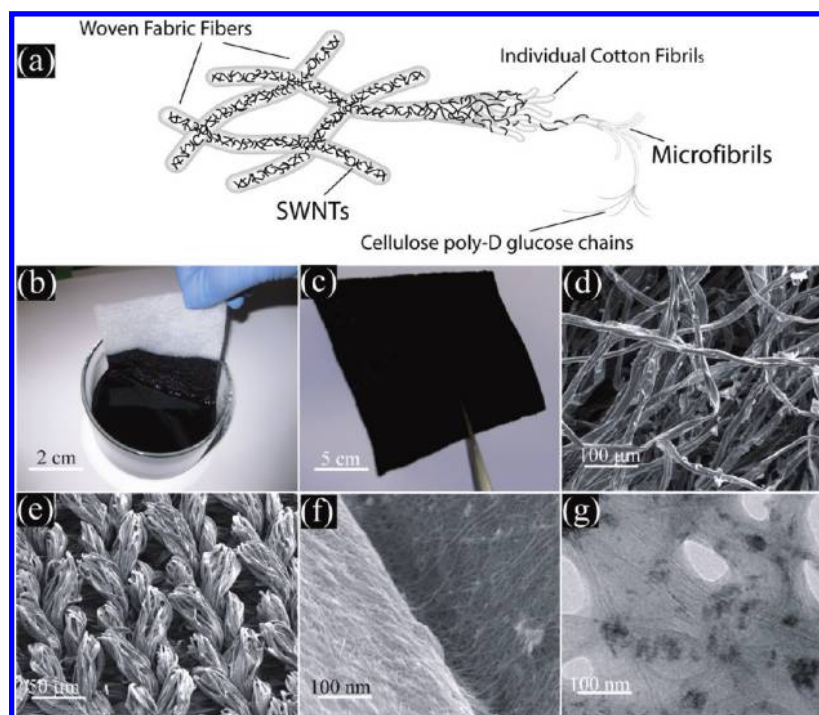 Woven Fabric Fibers
(a)
Individual Cotton Fibrils
Microfibrils
SWNTs
Cellulose poly-D glucose chains
(b)
2 cm
(c)
5 cm
(d)
100 μm
(e)
50 μm
(f)
100 nm
(g)
100 nm